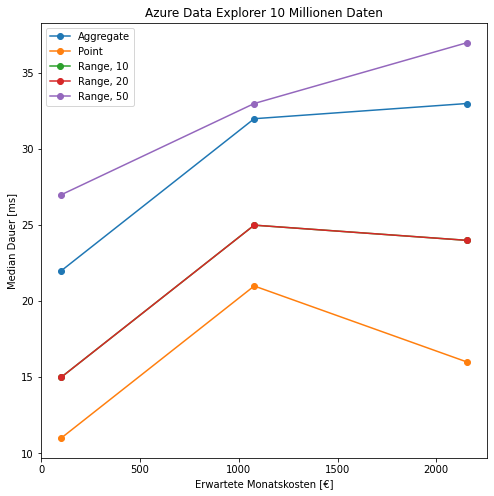 Azure Data Explorer 10 Millionen Daten
Aggregate
Point
Range, 10
Range, 20
Range, 50
Median Dauer [ms]
35
30
25
20
15
10
0
500
1000
1500
2000
Erwartete Monatskosten [€]